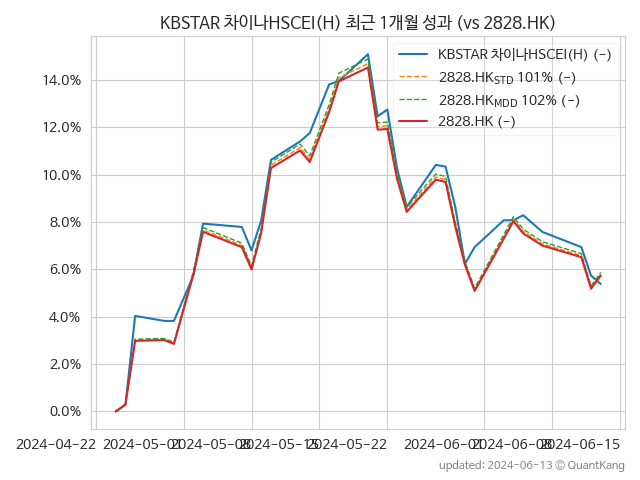 KBSTAR 차이나HSCEI(H) 최근 1개월 성과 (vs 2828.HK)
KBSTAR 차이나HSCEI(H) (-)
2828.HK_STD 101% (-)
2828.HK_MDD 102% (-)
2828.HK (-)
14.0%
12.0%
10.0%
8.0%
6.0%
4.0%
2.0%
0.0%
2024-04-22 2024-05-01 2024-05-08 2024-05-15 2024-05-22 2024-06-01 2024-06-08 2024-06-15
updated: 2024-06-13 ⓒ QuantKang